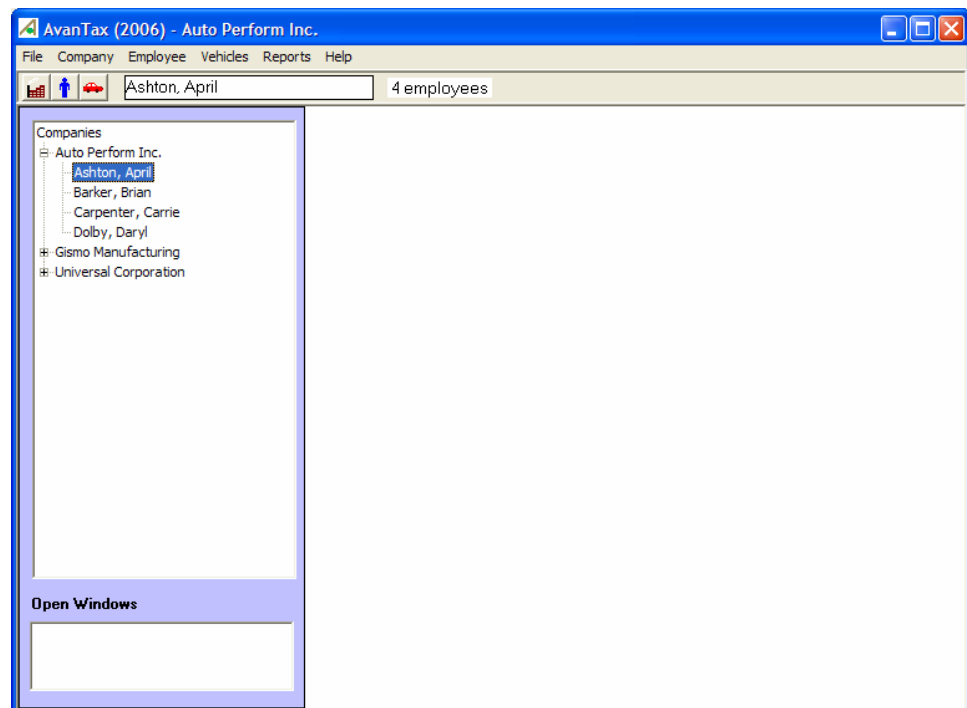 AvanTax (2006) - Auto Perform Inc.
File Company Employee Vehicles Reports Help
Ashton, April 4 employees
Companies
Auto Perform Inc.
Ashton, April
Barker, Brian
Carpenter, Carrie
Dolby, Daryl
Gismo Manufacturing
Universal Corporation
Open Windows